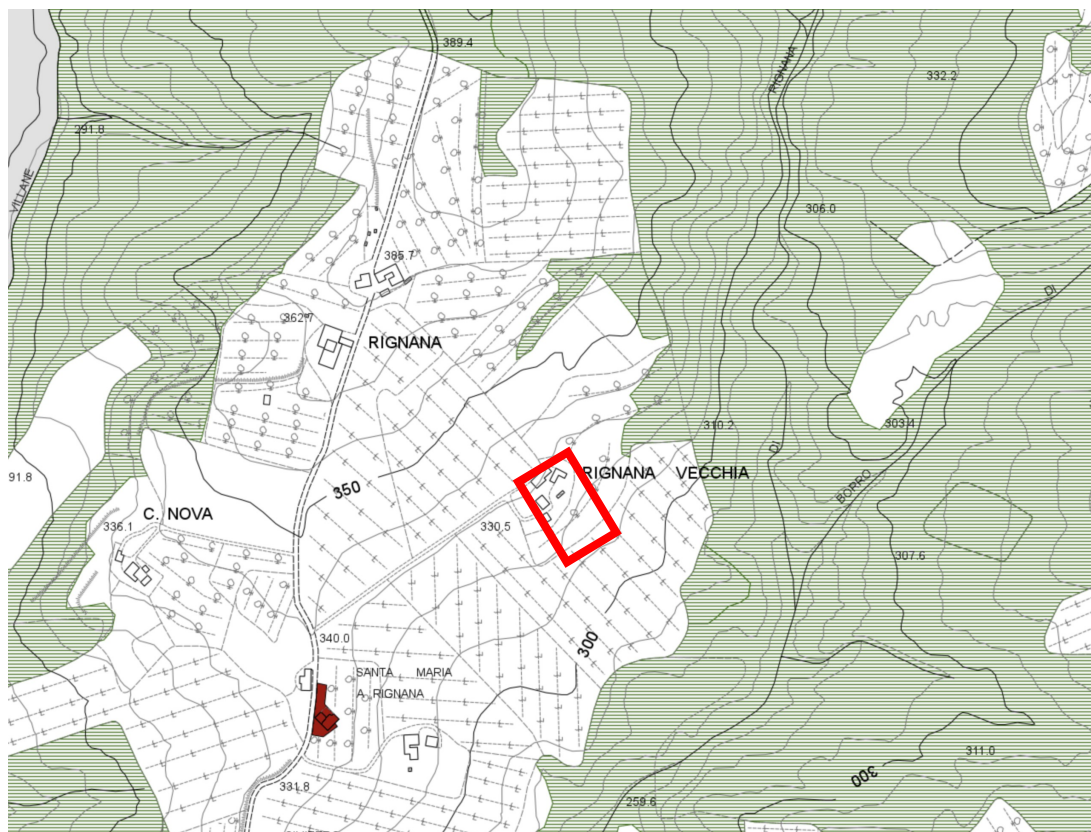 389.4
332.2
RIGNANA
291.8
VILLANE
306.0
385.7
DI
362.7
RIGNANA
303.4
310.2
RIGNANA VECCHIA
DI
91.8
350
BORRO
C. NOVA
336.1
330.5
307.6
340.0
300
SANTA MARIA
A RIGNANA
311.0
300
331.8
259.6